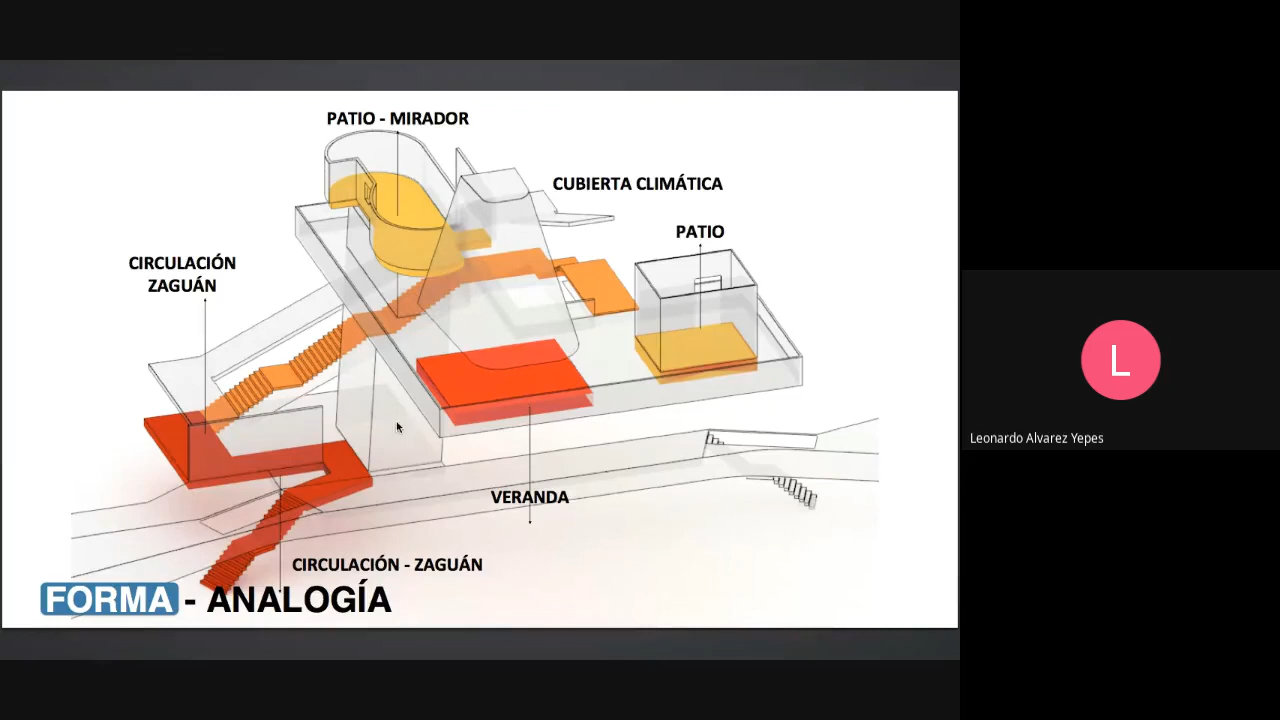 PATIO - MIRADOR
CUBIERTA CLIMÁTICA
PATIO
CIRCULACIÓN
ZAGUÁN
VERANDA
CIRCULACIÓN - ZAGUÁN
FORMA - ANALOGÍA
L
Leonardo Alvarez Yepes